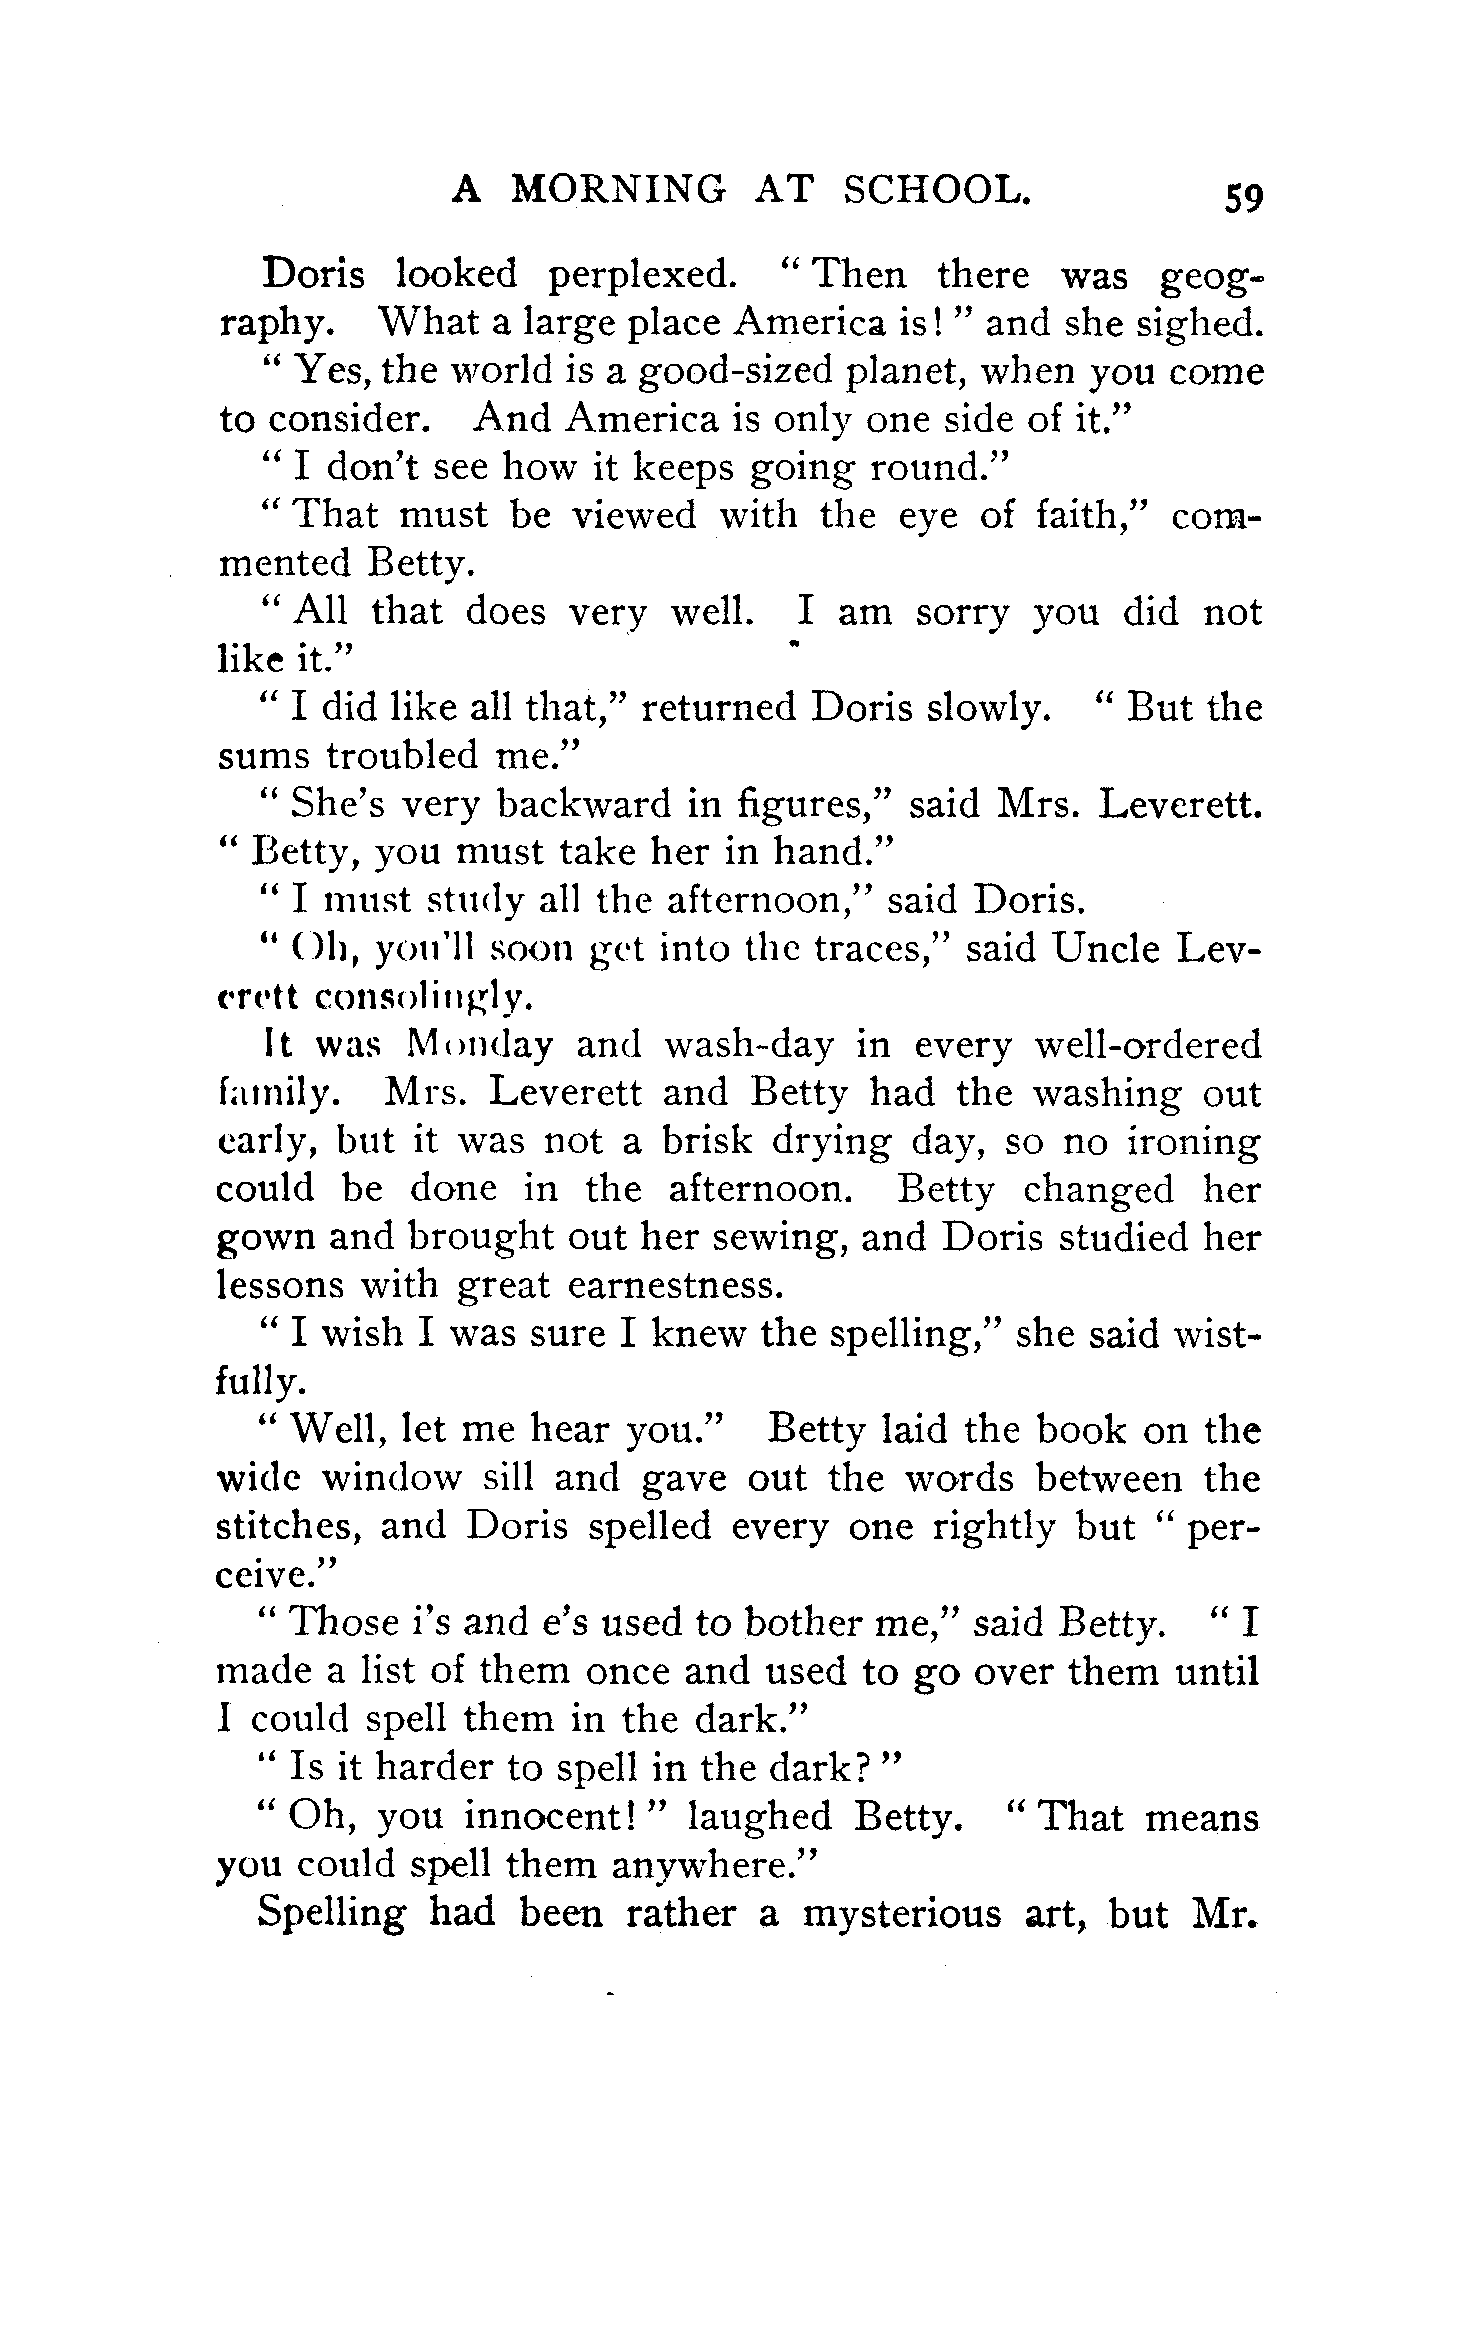 A MORNING AT SCHOOL. 59
Doris looked perplexed. “ Then there was geog-
raphy. What a large place America is! ” and she sighed.
“ Yes, the world is a good-sized planet, when you come
to consider. And America is only one side of it.”
“ I don't see how it keeps going round.”
“ That must be viewed with the eye of faith,” com-
mented Betty.
“ All that does very well. I am sorry you did not
like it.”
“ I did like all that,” returned Doris slowly. “ But the
sums troubled me.”
“ She's very backward in figures,” said Mrs. Leverett.
“ Betty, you must take her in hand.”
“ I must study all the afternoon,” said Doris.
“ Oh, you'll soon get into the traces,” said Uncle Lev-
erett consolingly.
It was Monday and wash-day in every well-ordered
family. Mrs. Leverett and Betty had the washing out
early, but it was not a brisk drying day, so no ironing
could be done in the afternoon. Betty changed her
gown and brought out her sewing, and Doris studied her
lessons with great earnestness.
“ I wish I was sure I knew the spelling,” she said wist-
fully.
“ Well, let me hear you.” Betty laid the book on the
wide window sill and gave out the words between the
stitches, and Doris spelled every one rightly but “ per-
ceive.”
“ Those i's and e's used to bother me,” said Betty. “ I
made a list of them once and used to go over them until
I could spell them in the dark.”
“ Is it harder to spell in the dark? ”
“ Oh, you innocent! ” laughed Betty. “ That means
you could spell them anywhere.”
Spelling had been rather a mysterious art, but Mr.